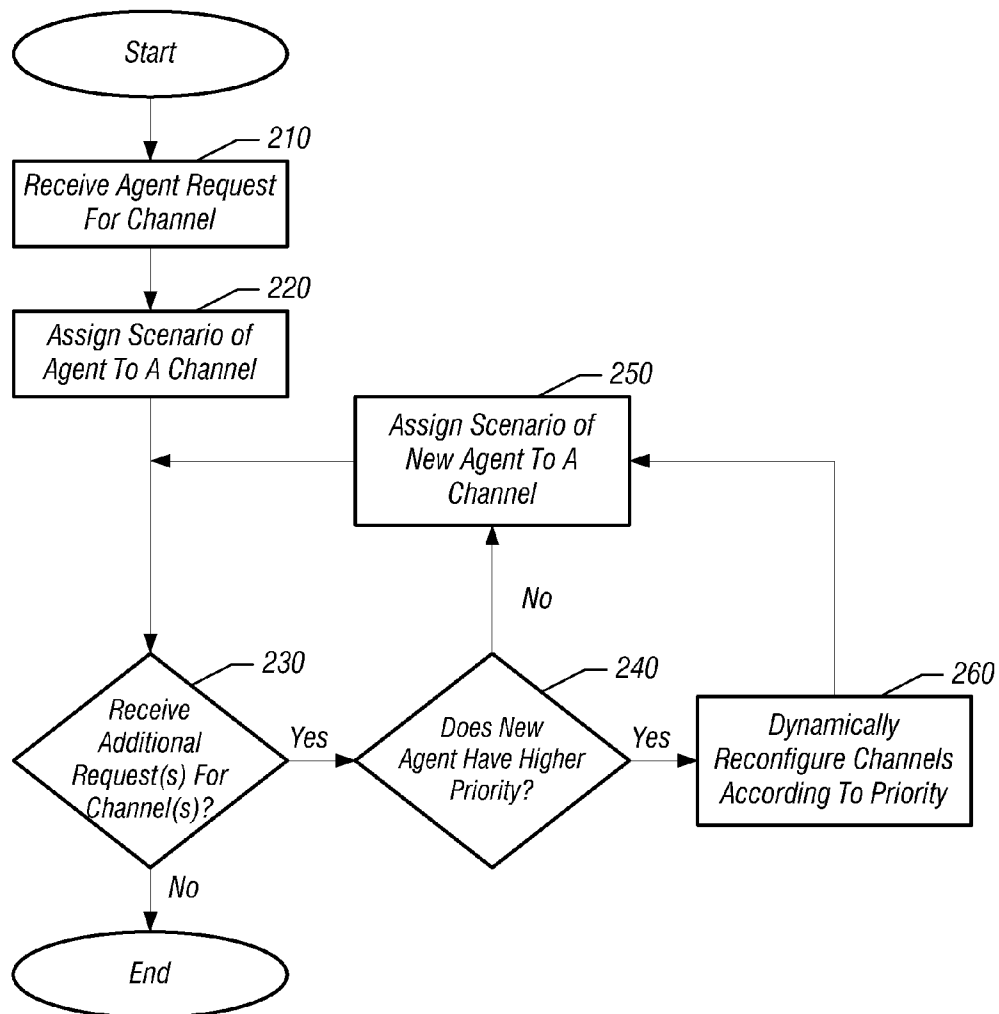 Start
210
Receive Agent Request
For Channel
220
Assign Scenario of
Agent To A Channel
250
Assign Scenario of
New Agent To A
Channel
No
230
Receive
Additional
Request(s) For
Channel(s)?
Yes
240
Does New
Agent Have Higher
Priority?
Yes
260
Dynamically
Reconfigure Channels
According To Priority
No
End